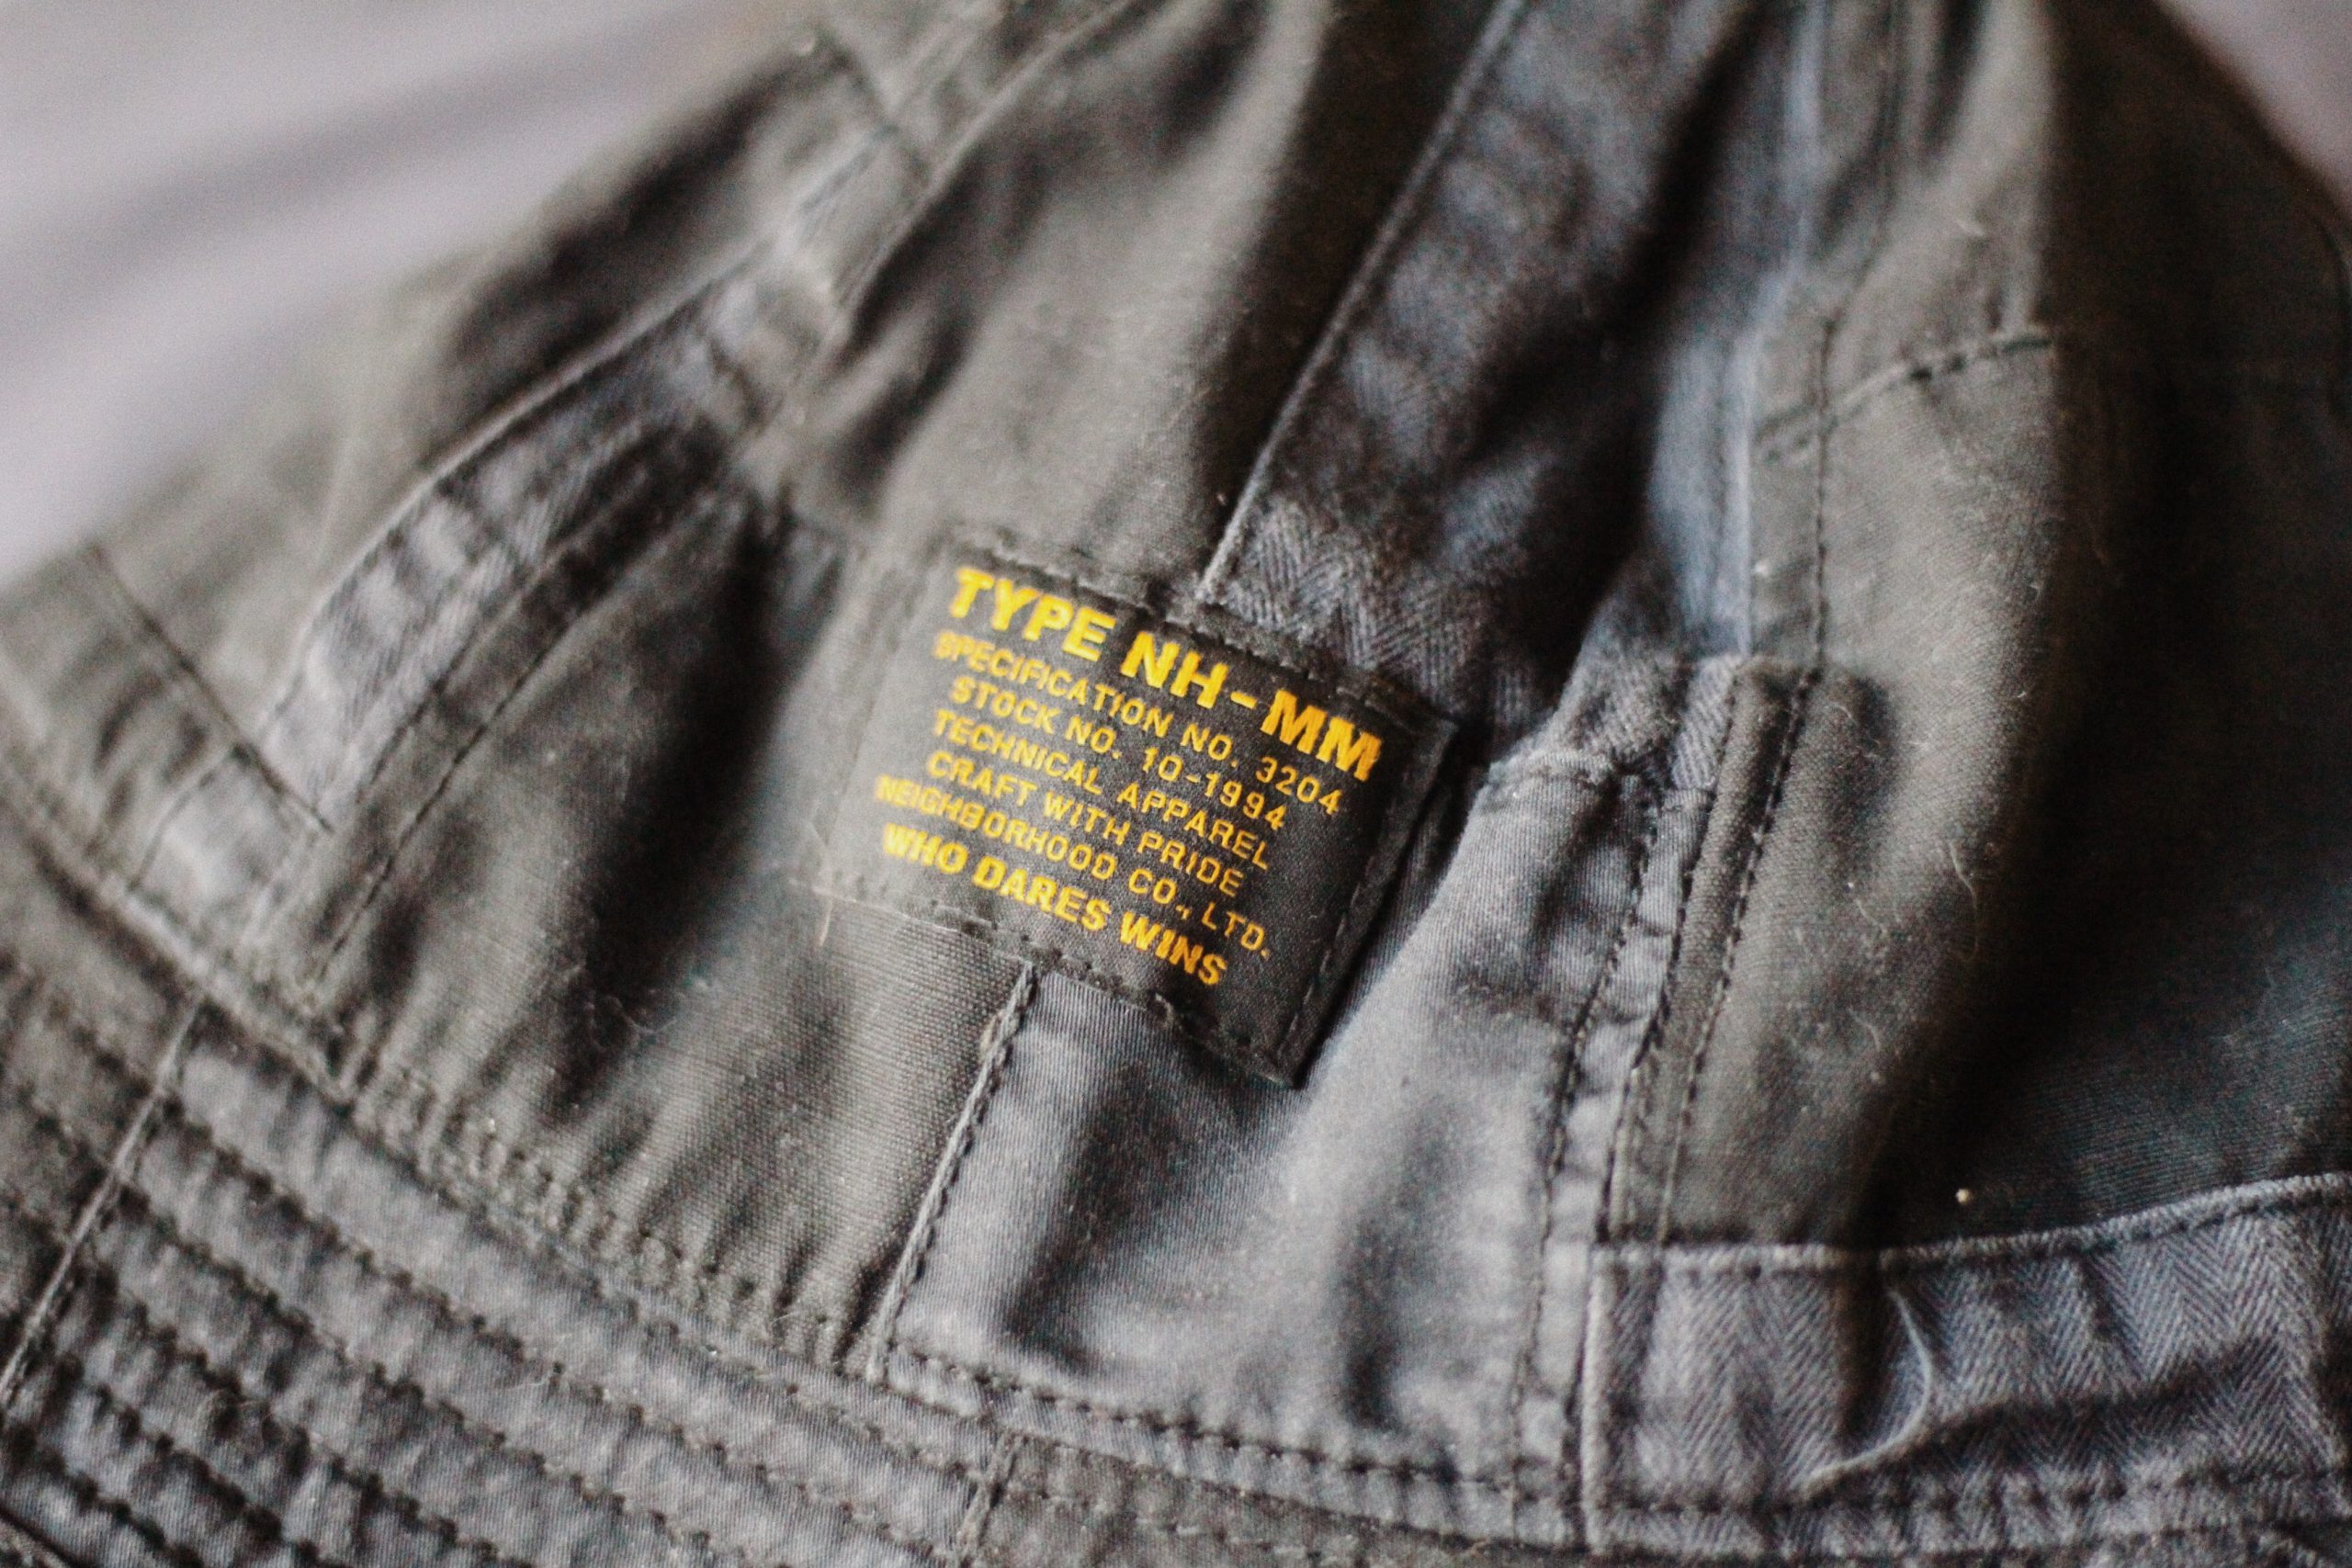 TYPE NH-MM
SPECIFICATION NO. 3204
STOCK NO. 10-1994
TECHNICAL APPAREL
CRAFT WITH PRIDE
NEIGHBORHOOD CO., LTD.
WHO DARES WINS